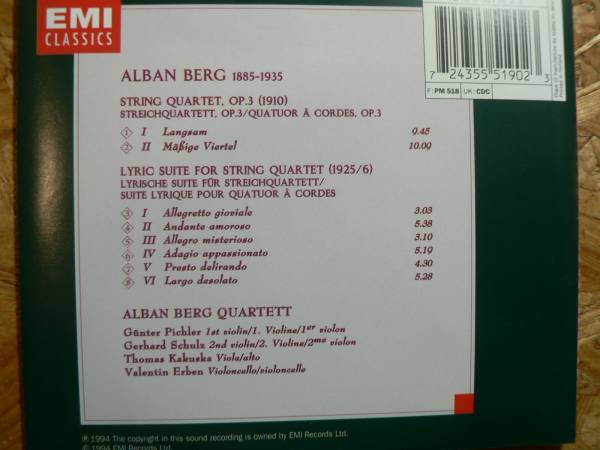 EMI
CLASSICS
7 24355 51902
F: PM 518 UK: CDC
ALBAN BERG 1885–1935
STRING QUARTET, OP.3 (1910)
STREICHQUARTETT, OP.3/QUATUOR À CORDES, OP.3
1 I Langsam 9.45
2 II Mäßige Viertel 10.09
LYRIC SUITE FOR STRING QUARTET (1925/6)
LYRISCHE SUITE FÜR STREICHQUARTETT/
SUITE LYRIQUE POUR QUATUOR À CORDES
3 I Allegretto gioviale 3.03
4 II Andante amoroso 5.38
5 III Allegro misterioso 3.10
6 IV Adagio appassionato 5.19
7 V Presto delirando 4.30
8 VI Largo desolato 5.28
ALBAN BERG QUARTETT
Günter Pichler 1st violin/1. Violine/1er violon
Gerhard Schulz 2nd violin/2. Violine/2me violon
Thomas Kakuska Viola/alto
Valentin Erben Violoncello/violoncelle
℗ 1994 The copyright in this sound recording is owned by EMI Records Ltd.
© 1994 EMI Records Ltd.